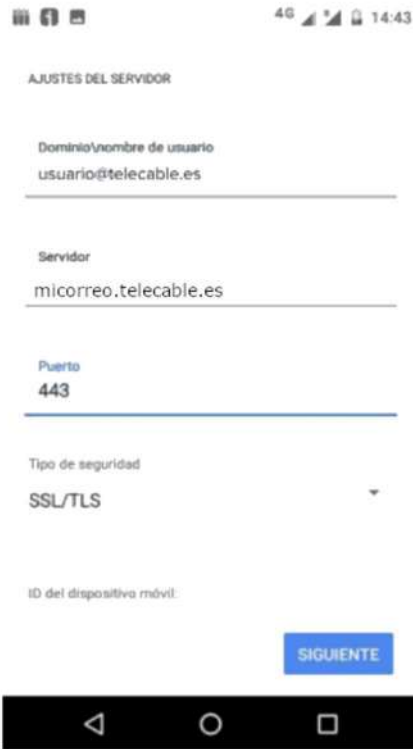 4G 14:43
AJUSTES DEL SERVIDOR
Dominio\nombre de usuario
usuario@telecable.es
Servidor
micorreo.telecable.es
Puerto
443
Tipo de seguridad
SSL/TLS
ID del dispositivo móvil:
SIGUIENTE